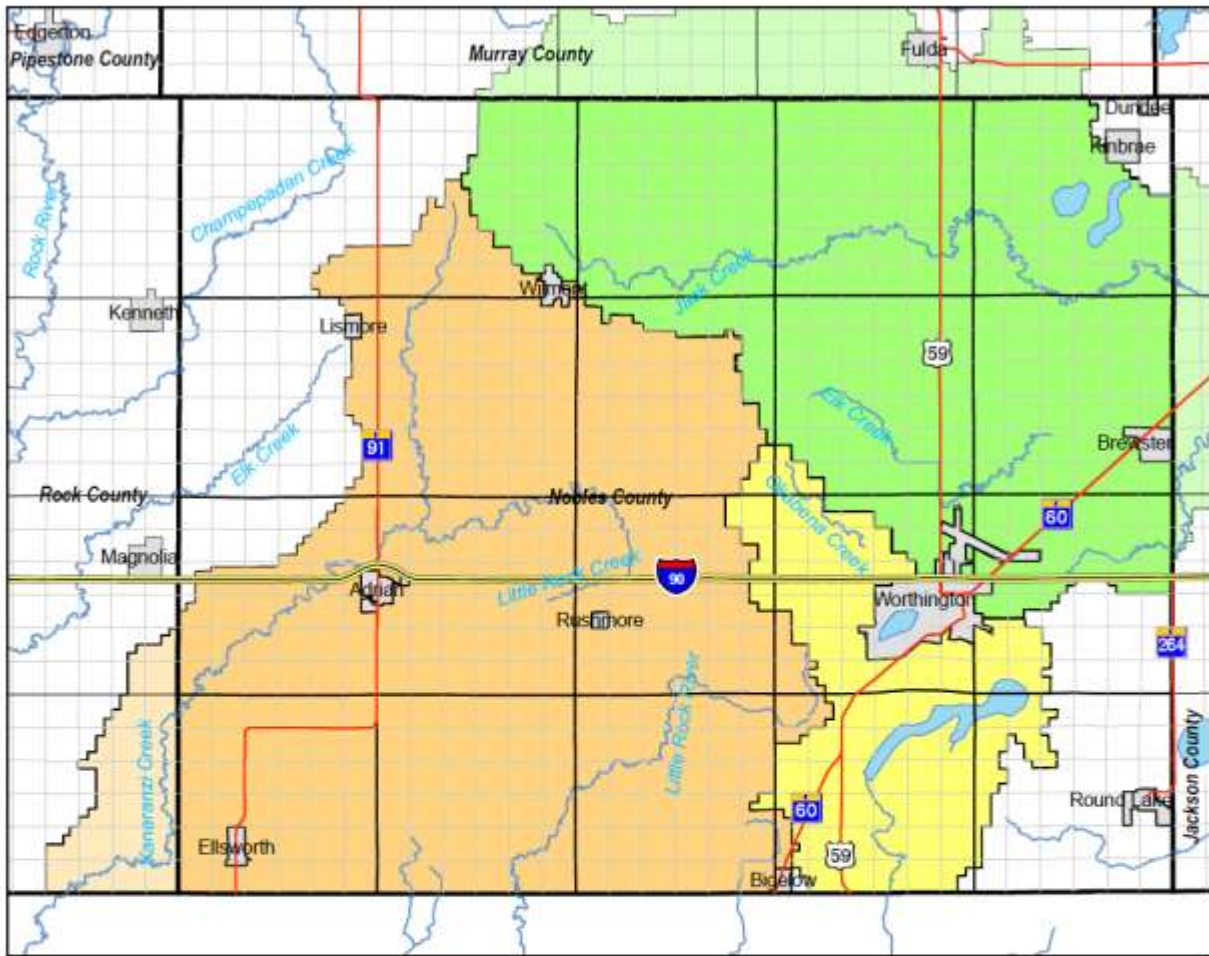 Edgerton
Pipestone County
Murray County
Fulda
Dundee
Kinbrae
Champepadan Creek
Rock River
Jack Creek
Wilmont
Kenneth
Lismore
59
Elk Creek
91
Elk Creek
Brewster
Rock County
Nobles County
Okabena Creek
60
Magnolia
Little Rock Creek
90
Adrian
Worthington
Rushmore
264
Little Rock River
Kanaranzi Creek
Jackson County
60
Round Lake
Ellsworth
59
Bigelow